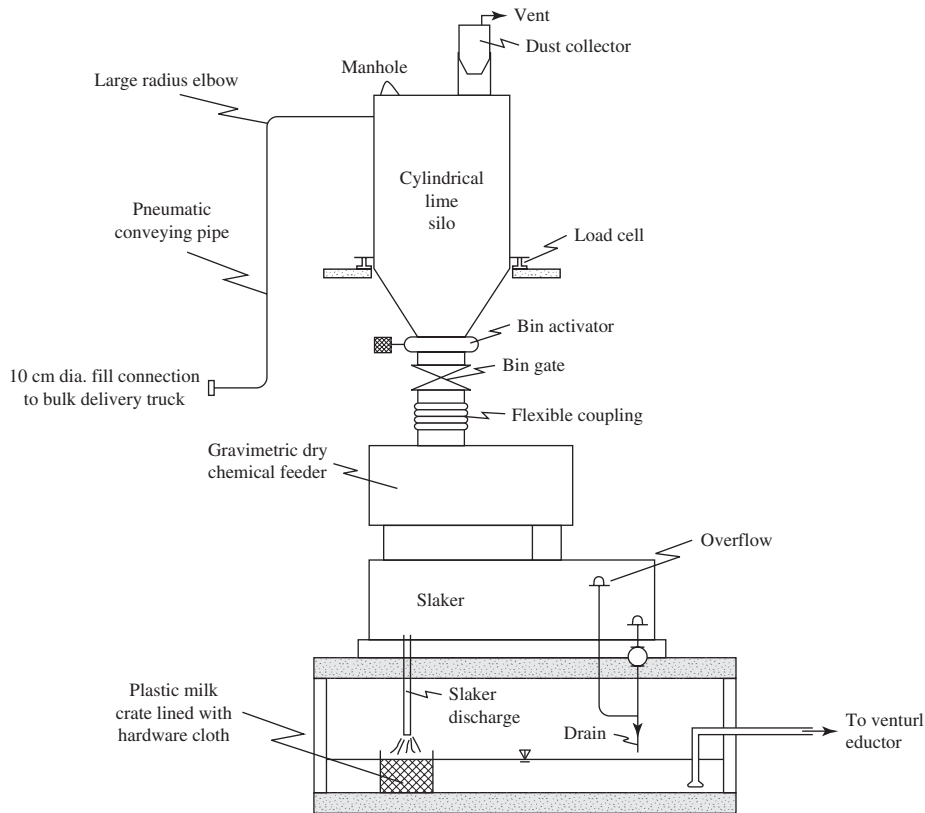 Vent
Dust collector
Manhole
Large radius elbow
Cylindrical
lime
silo
Pneumatic
conveying pipe
Load cell
Bin activator
Bin gate
10 cm dia. fill connection
to bulk delivery truck
Flexible coupling
Gravimetric dry
chemical feeder
Overflow
Slaker
Plastic milk
crate lined with
hardware cloth
Slaker
discharge
Drain
To venturl
eductor